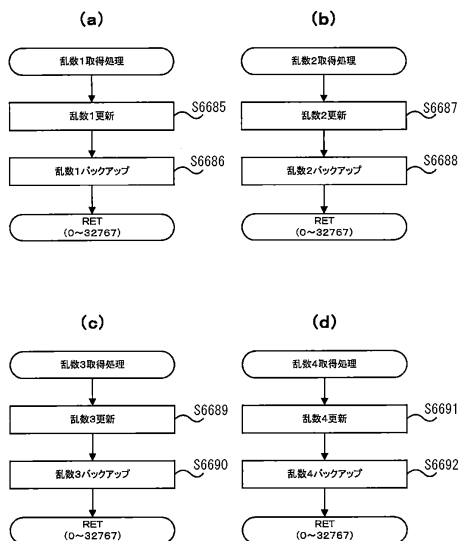 (a)
乱数1取得処理
乱数1更新
S6685
乱数1バックアップ
S6686
RET
(0~32767)
(b)
乱数2取得処理
乱数2更新
S6687
乱数2バックアップ
S6688
RET
(0~32767)
(c)
乱数3取得処理
乱数3更新
S6689
乱数3バックアップ
S6690
RET
(0~32767)
(d)
乱数4取得処理
乱数4更新
S6691
乱数4バックアップ
S6692
RET
(0~32767)